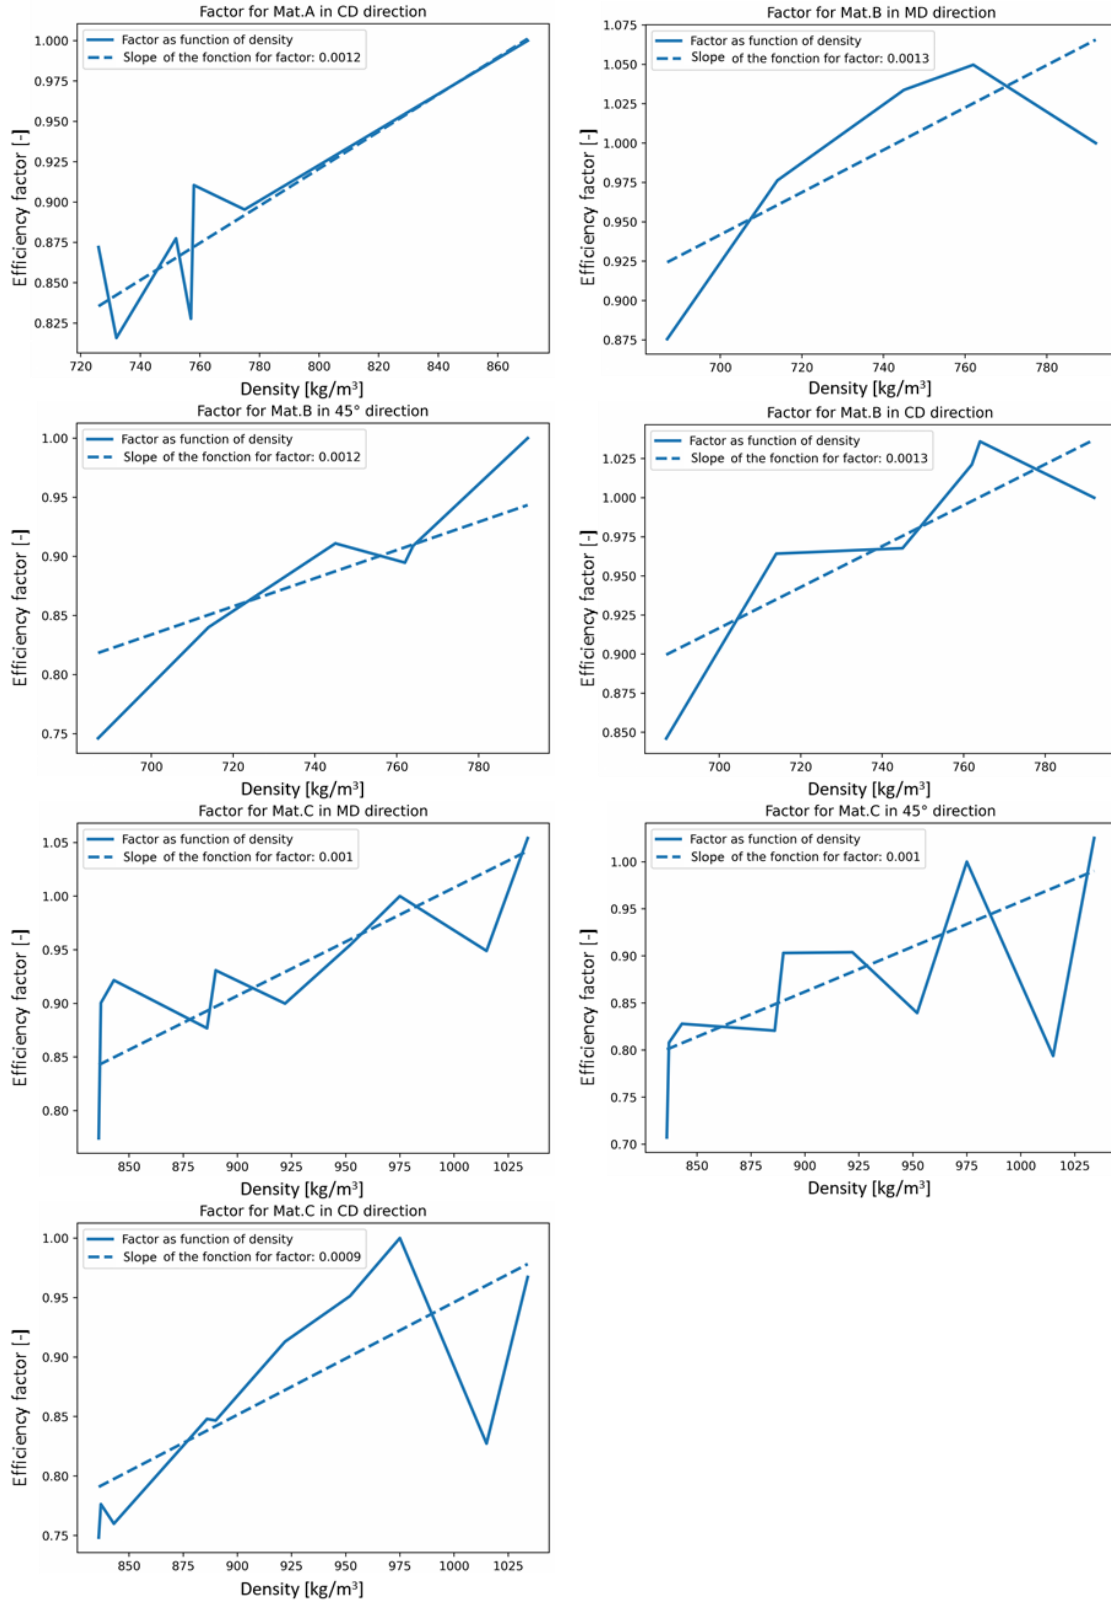 Factor for Mat.A in CD direction
Factor as function of density
Slope of the fonction for factor: 0.0012
Efficiency factor [-]
1.000
0.975
0.950
0.925
0.900
0.875
0.850
0.825
720 740 760 780 800 820 840 860
Density [kg/m³]
Factor for Mat.B in MD direction
Factor as function of density
Slope of the fonction for factor: 0.0013
Efficiency factor [-]
1.075
1.050
1.025
1.000
0.975
0.950
0.925
0.900
0.875
700 720 740 760 780
Density [kg/m³]
Factor for Mat.B in 45° direction
Factor as function of density
Slope of the fonction for factor: 0.0012
Efficiency factor [-]
1.00
0.95
0.90
0.85
0.80
0.75
700 720 740 760 780
Density [kg/m³]
Factor for Mat.B in CD direction
Factor as function of density
Slope of the fonction for factor: 0.0013
Efficiency factor [-]
1.025
1.000
0.975
0.950
0.925
0.900
0.875
0.850
700 720 740 760 780
Density [kg/m³]
Factor for Mat.C in MD direction
Factor as function of density
Slope of the fonction for factor: 0.001
Efficiency factor [-]
1.05
1.00
0.95
0.90
0.85
0.80
850 875 900 925 950 975 1000 1025
Density [kg/m³]
Factor for Mat.C in 45° direction
Factor as function of density
Slope of the fonction for factor: 0.001
Efficiency factor [-]
1.00
0.95
0.90
0.85
0.80
0.75
0.70
850 875 900 925 950 975 1000 1025
Density [kg/m³]
Factor for Mat.C in CD direction
Factor as function of density
Slope of the fonction for factor: 0.0009
Efficiency factor [-]
1.00
0.95
0.90
0.85
0.80
0.75
850 875 900 925 950 975 1000 1025
Density [kg/m³]